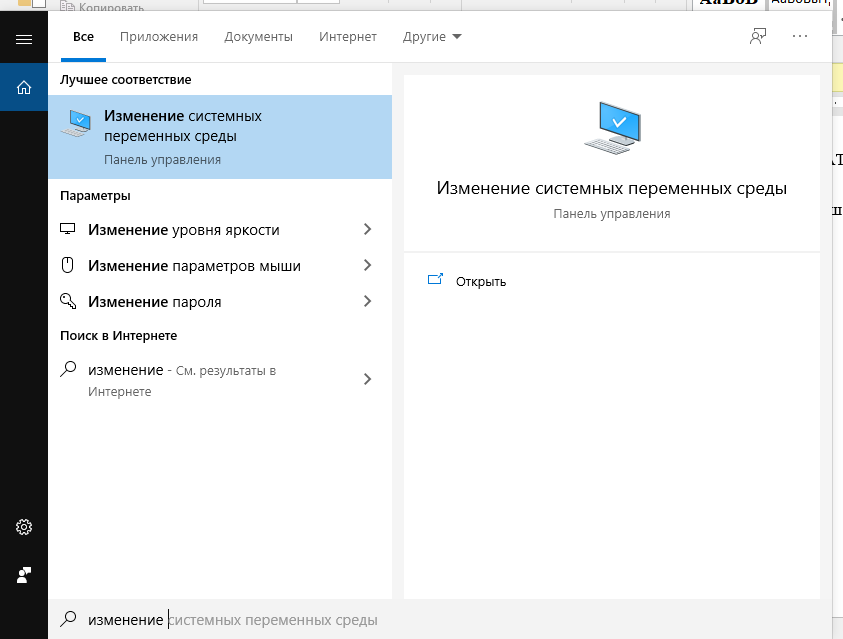 Копировать
Все
Приложения
Документы
Интернет
Другие
Лучшее соответствие
Изменение системных
переменных среды
Панель управления
Параметры
Изменение уровня яркости
Изменение параметров мыши
Изменение пароля
Поиск в Интернете
изменение - См. результаты в
Интернете
Изменение системных переменных среды
Панель управления
Открыть
изменение системных переменных среды